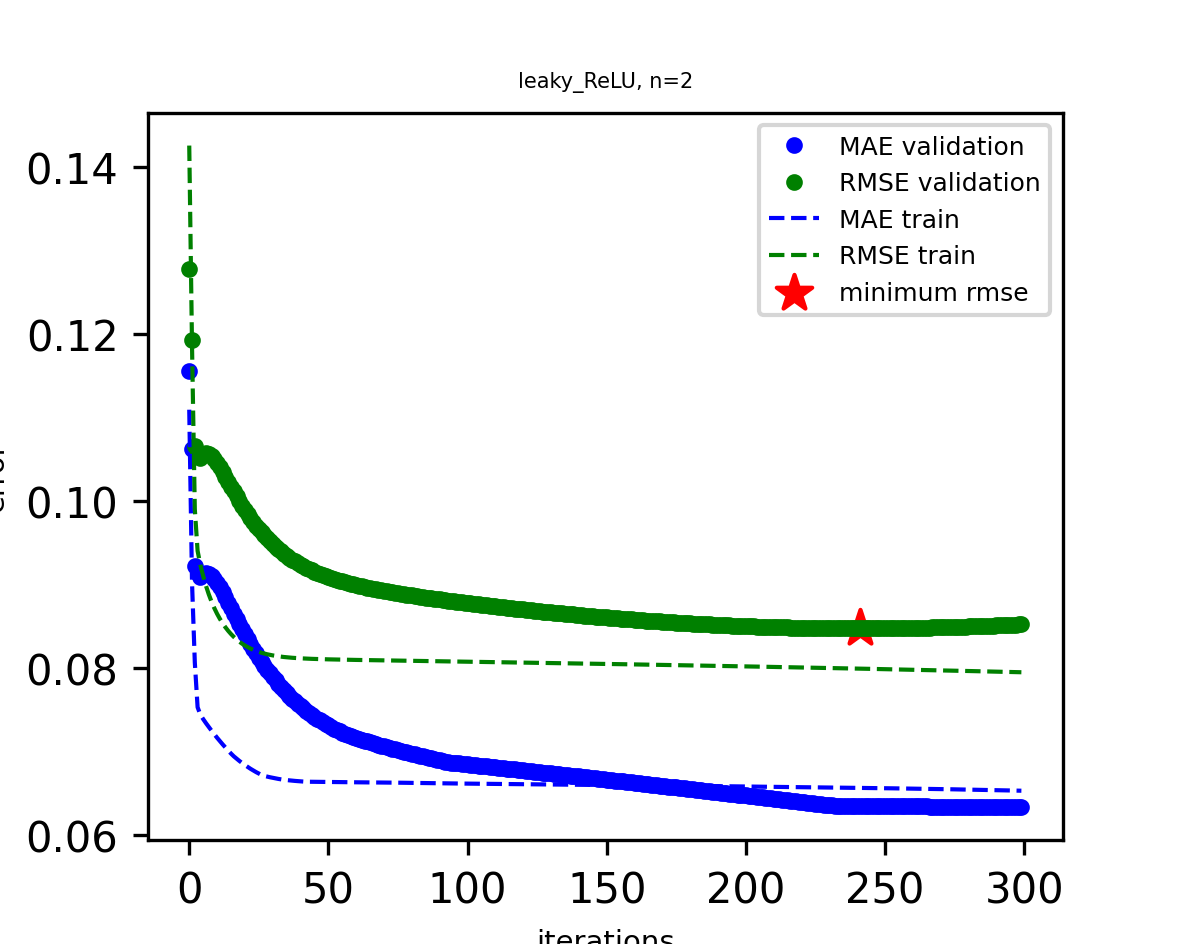 leaky_ReLU, n=2
MAE validation
RMSE validation
MAE train
RMSE train
minimum rmse
0.14
0.12
0.10
0.08
0.06
0 50 100 150 200 250 300
iterations